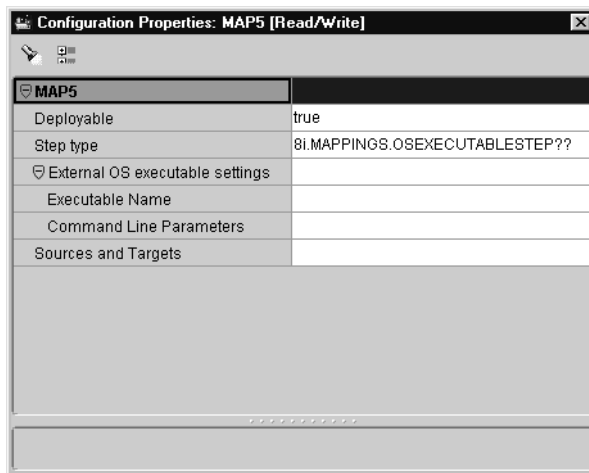 Configuration Properties: MAP5 [Read/Write]
MAP5
Deployable true
Step type 8i.MAPPINGS.OSEXECUTABLESTEP??
External OS executable settings
Executable Name
Command Line Parameters
Sources and Targets